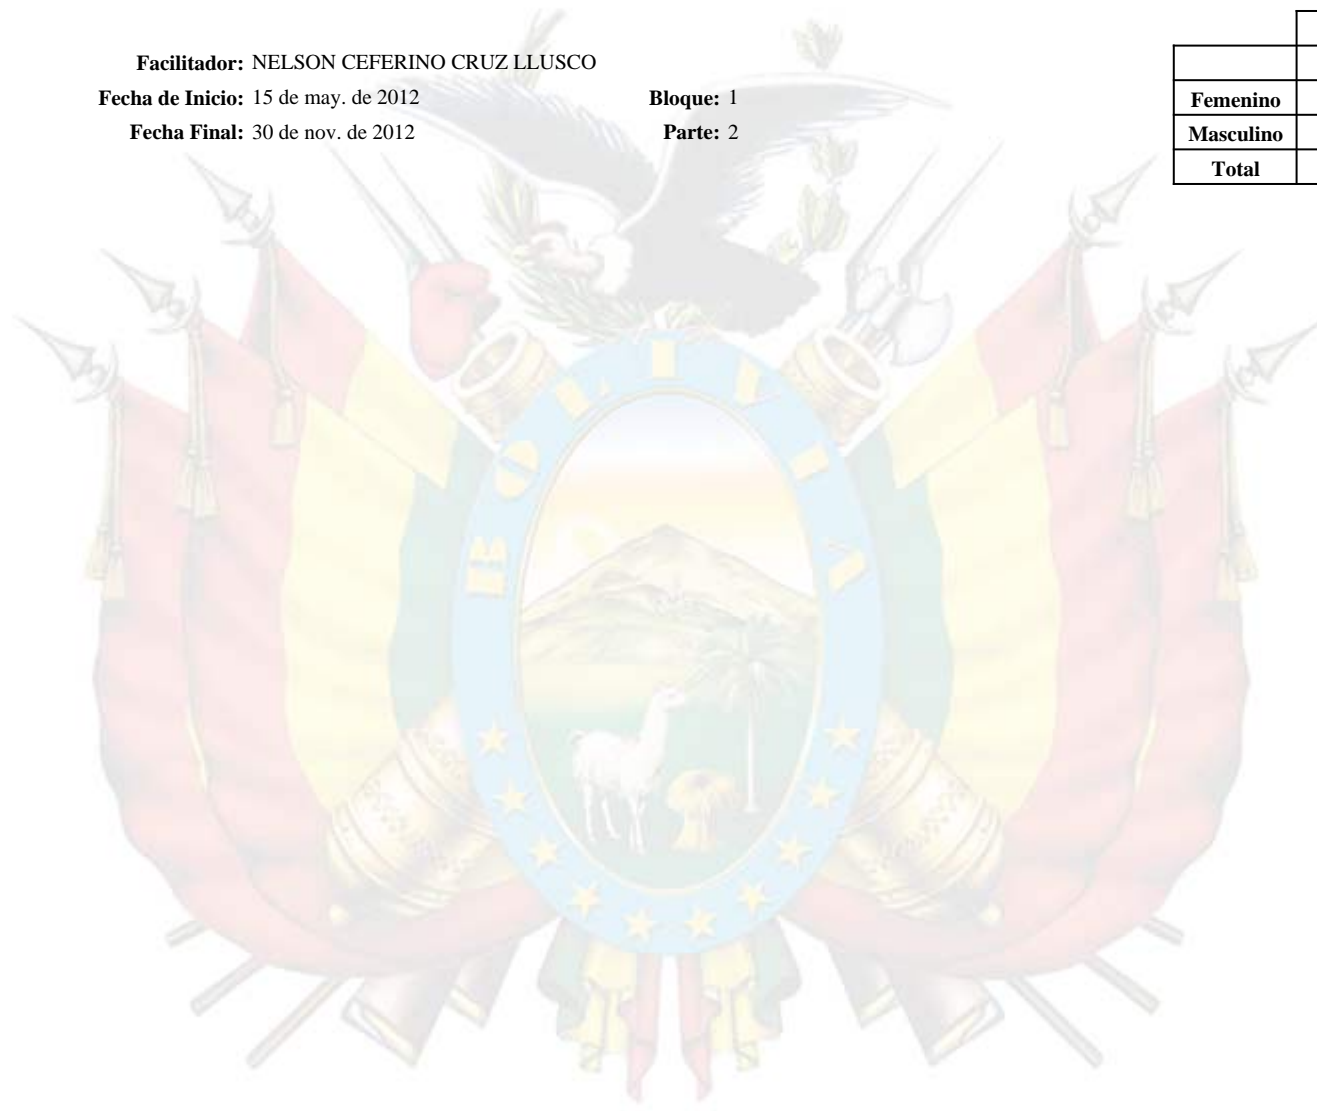 Facilitador: NELSON CEFERINO CRUZ LLUSCO
Fecha de Inicio: 15 de may. de 2012 Bloque: 1
Fecha Final: 30 de nov. de 2012 Parte: 2
Femenino
Masculino
Total
BOLIVIA